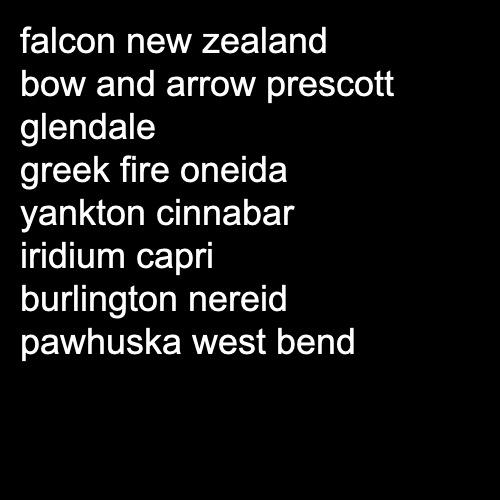 falcon new zealand
bow and arrow prescott
glendale
greek fire oneida
yankton cinnabar
iridium capri
burlington nereid
pawhuska west bend